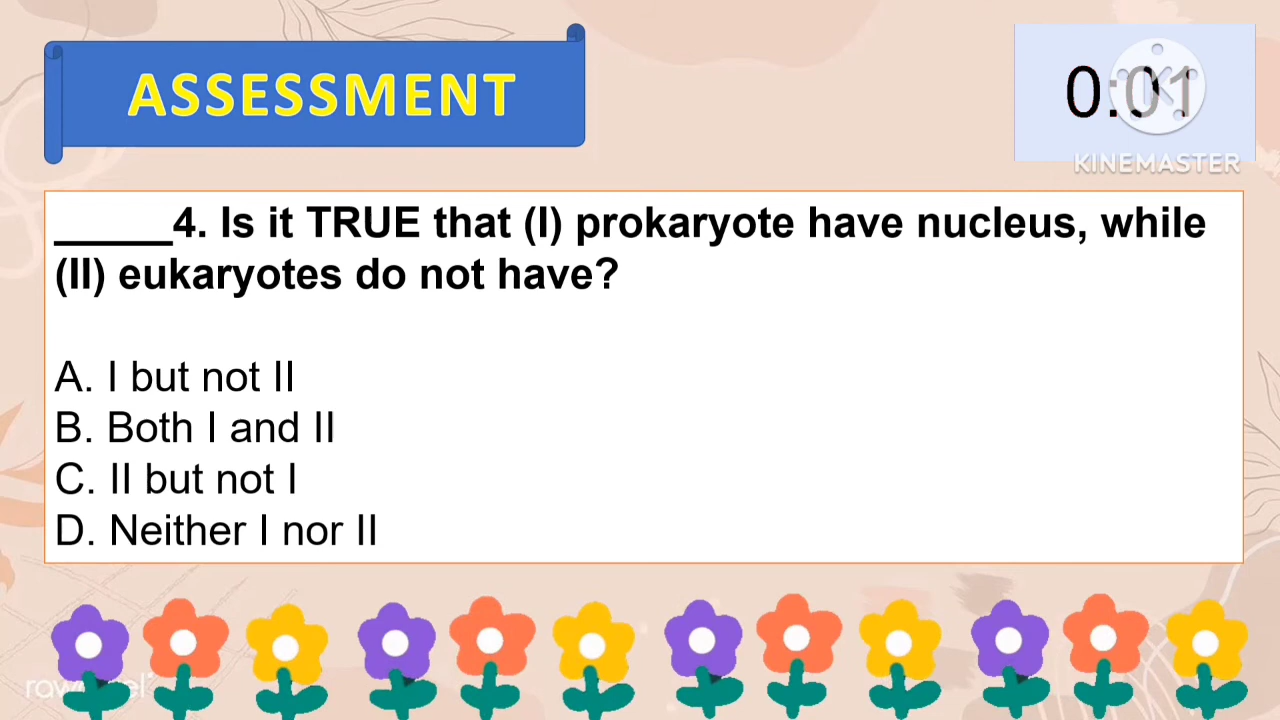 ASSESSMENT
0:01
KINEMASTER
_____4. Is it TRUE that (I) prokaryote have nucleus, while
(II) eukaryotes do not have?
A. I but not II
B. Both I and II
C. II but not I
D. Neither I nor II